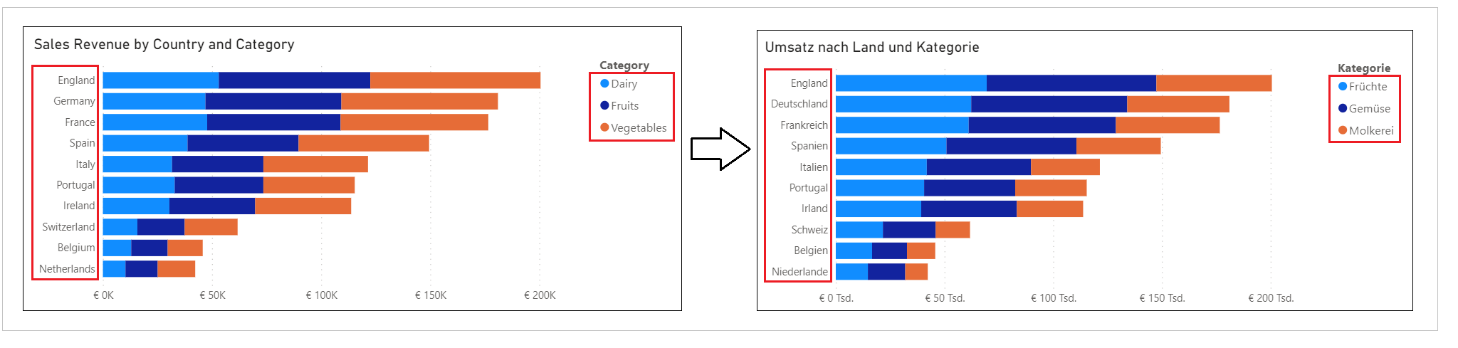 Sales Revenue by Country and Category
Category
England
Dairy
Germany
Fruits
France
Vegetables
Spain
Italy
Portugal
Ireland
Switzerland
Belgium
Netherlands
€ 0K
€ 50K
€ 100K
€ 150K
€ 200K
Umsatz nach Land und Kategorie
Kategorie
England
Früchte
Deutschland
Gemüse
Frankreich
Molkerei
Spanien
Italien
Portugal
Irland
Schweiz
Belgien
Niederlande
€ 0 Tsd.
€ 50 Tsd.
€ 100 Tsd.
€ 150 Tsd.
€ 200 Tsd.